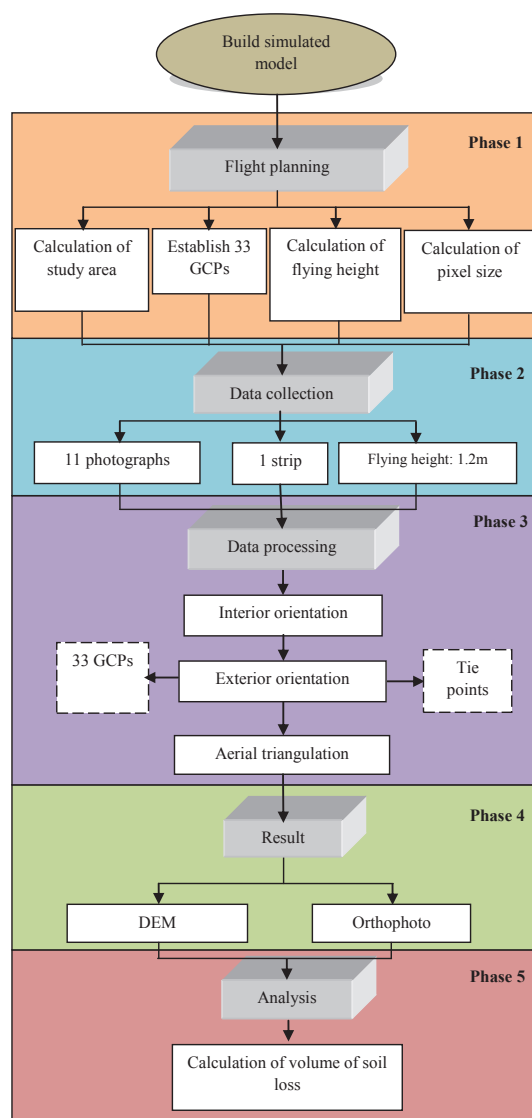 Build simulated
model
Phase 1
Flight planning
Calculation of
study area
Establish 33
GCPs
Calculation of
flying height
Calculation of
pixel size
Phase 2
Data collection
11 photographs
1 strip
Flying height: 1.2m
Phase 3
Data processing
Interior orientation
33 GCPs
Exterior orientation
Tie
points
Aerial triangulation
Phase 4
Result
DEM
Orthophoto
Phase 5
Analysis
Calculation of volume of soil
loss